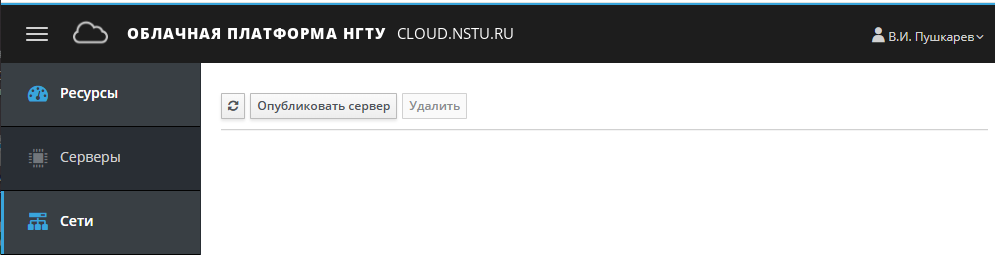 ОБЛАЧНАЯ ПЛАТФОРМА НГТУ CLOUD.NSTU.RU
В.И. Пушкарев
Ресурсы
Опубликовать сервер Удалить
Серверы
Сети